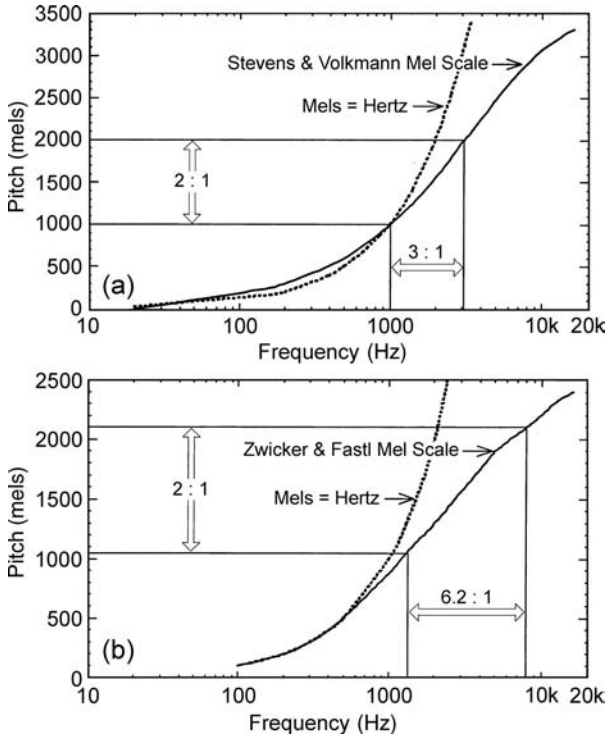 3500
3000
2500
2000
1500
1000
500
0
Pitch (mels)
Stevens & Volkmann Mel Scale
Mels = Hertz
2 : 1
3 : 1
(a)
10
100
1000
10k
20k
Frequency (Hz)
2500
2000
1500
1000
500
0
Pitch (mels)
Zwicker & Fastl Mel Scale
Mels = Hertz
2 : 1
6.2 : 1
(b)
10
100
1000
10k
20k
Frequency (Hz)